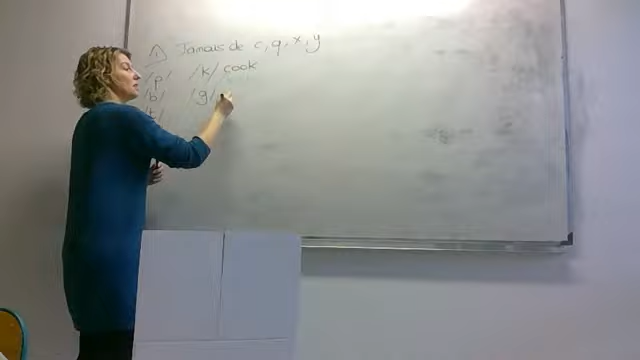 ⚠ Jamais de c, q, x, y
/p/ /k/ cook
/b/ /g/
/t/